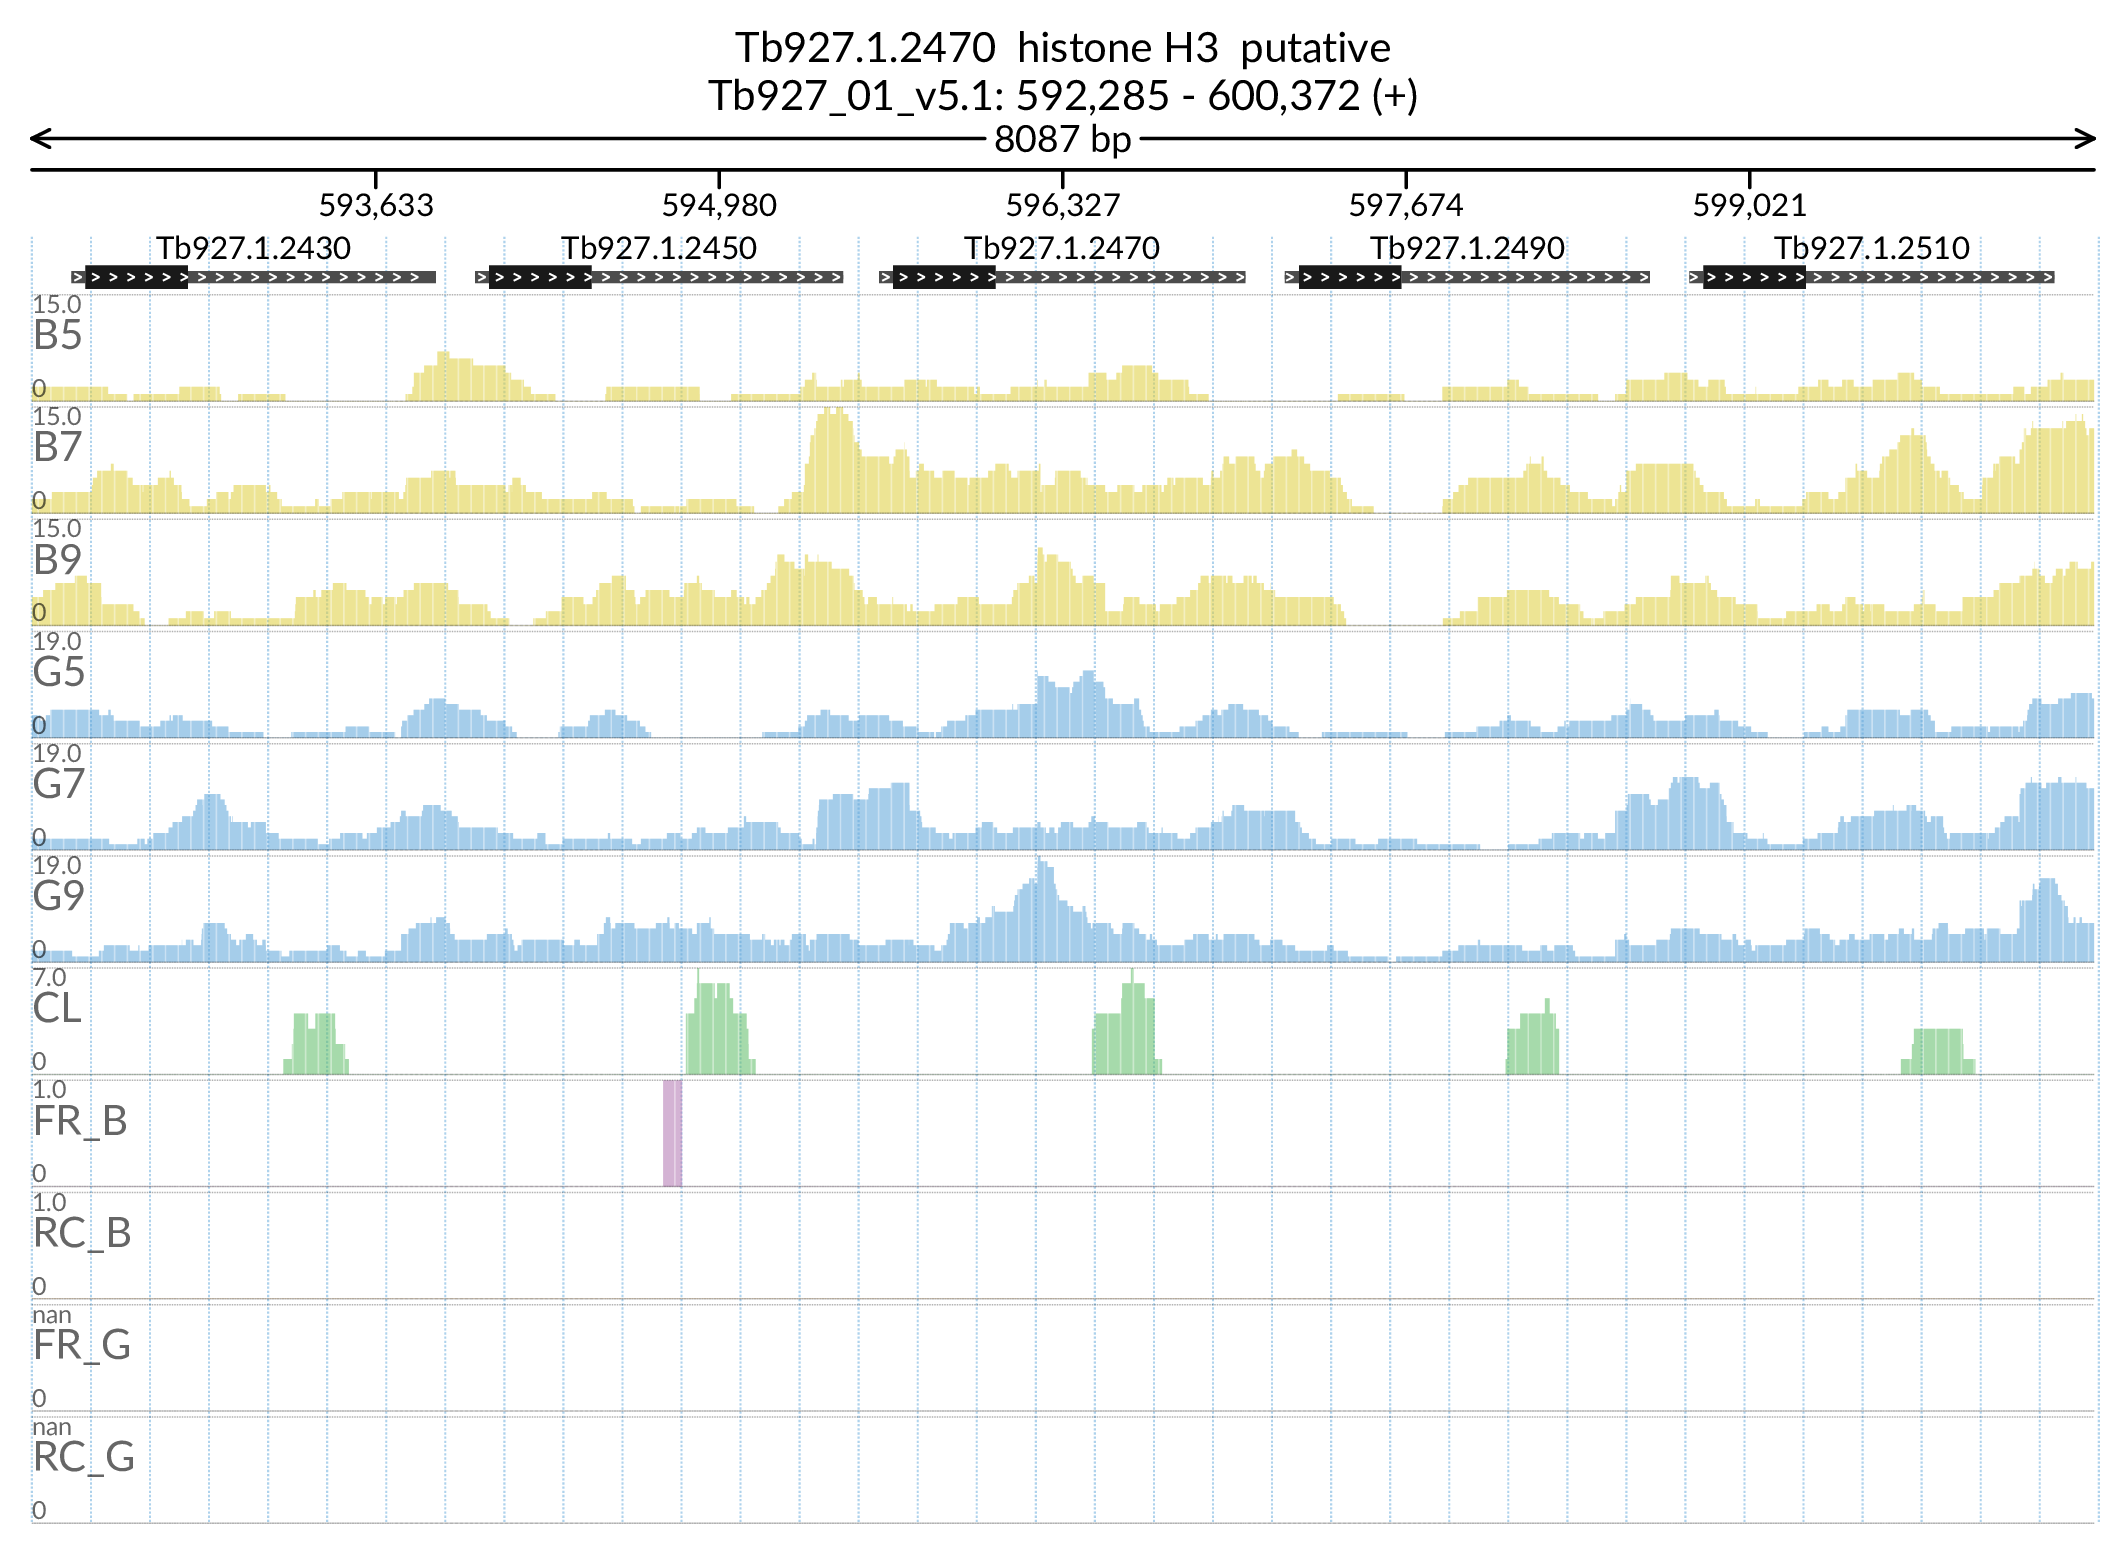 Tb927.1.2470 histone H3 putative
Tb927_01_v5.1: 592,285 - 600,372 (+)
8087 bp
593,633 594,980 596,327 597,674 599,021
Tb927.1.2430 Tb927.1.2450 Tb927.1.2470 Tb927.1.2490 Tb927.1.2510
15.0
B5
0
15.0
B7
0
15.0
B9
0
19.0
G5
0
19.0
G7
0
19.0
G9
0
7.0
CL
0
1.0
FR_B
0
1.0
RC_B
0
nan
FR_G
0
nan
RC_G
0